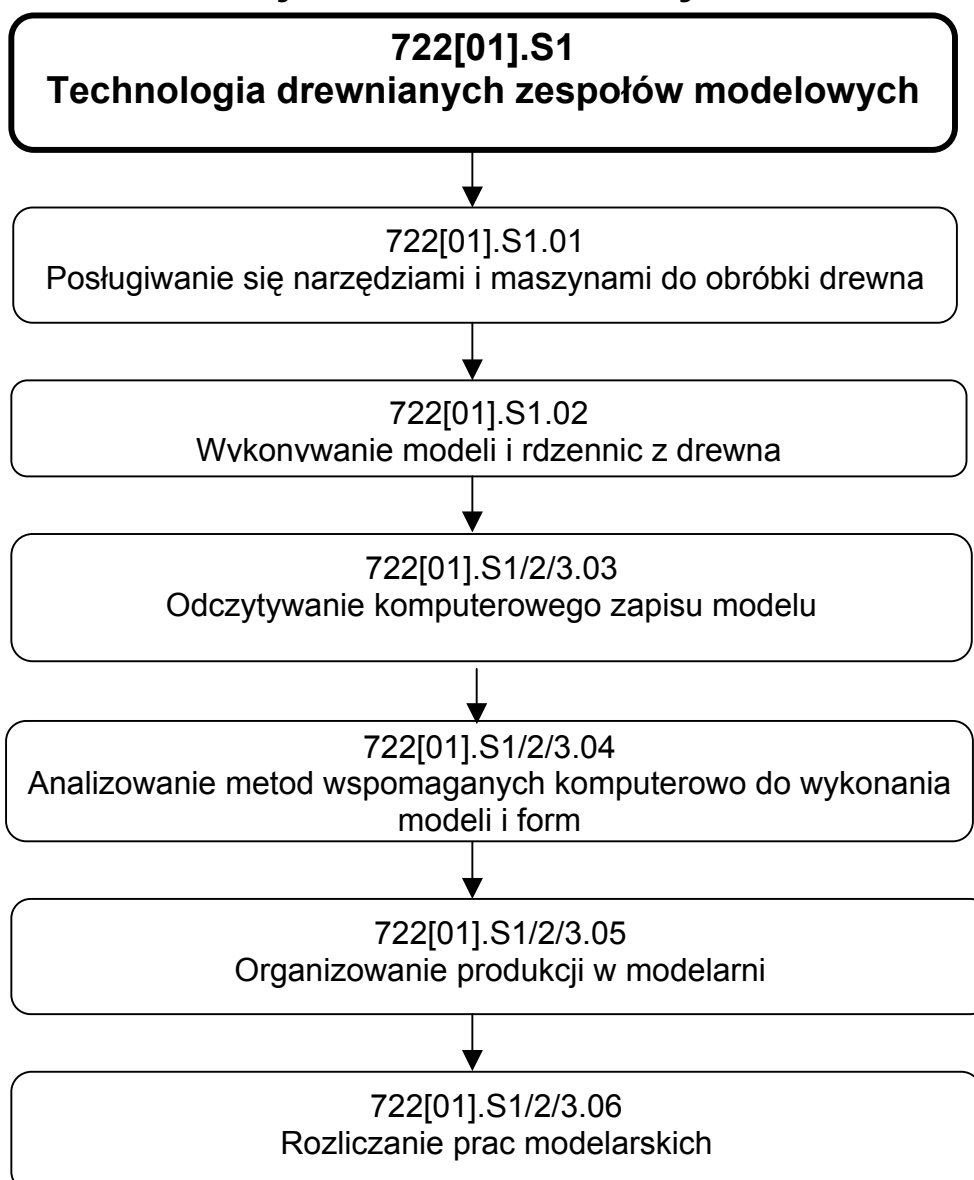 722[01].S1
Technologia drewnianych zespołów modelowych
722[01].S1.01
Posługiwanie się narzędziami i maszynami do obróbki drewna
722[01].S1.02
Wykonywanie modeli i rdzennic z drewna
722[01].S1/2/3.03
Odczytywanie komputerowego zapisu modelu
722[01].S1/2/3.04
Analizowanie metod wspomaganych komputerowo do wykonania
modeli i form
722[01].S1/2/3.05
Organizowanie produkcji w modelarni
722[01].S1/2/3.06
Rozliczanie prac modelarskich